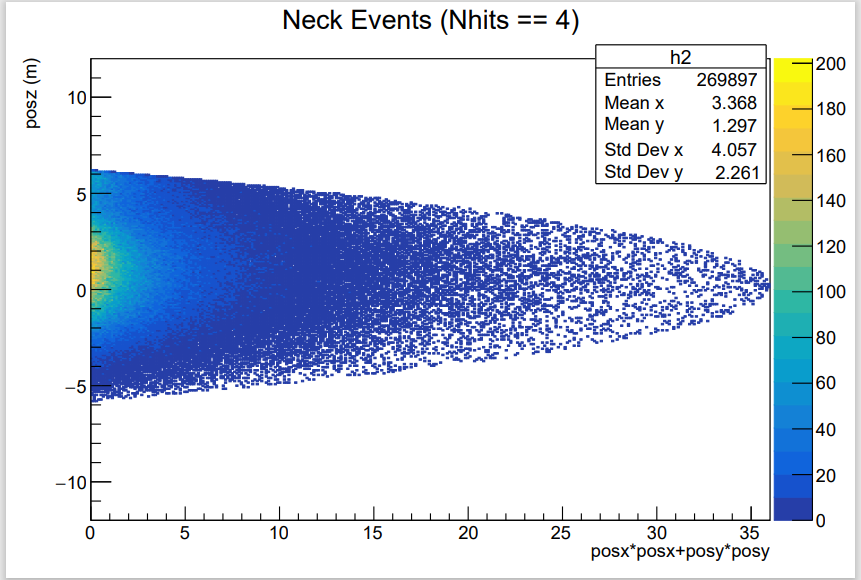 Neck Events (Nhits == 4)
posz (m)
h2
Entries 269897
Mean x 3.368
Mean y 1.297
Std Dev x 4.057
Std Dev y 2.261
10
5
0
−5
−10
0 5 10 15 20 25 30 35
posx*posx+posy*posy
200
180
160
140
120
100
80
60
40
20
0